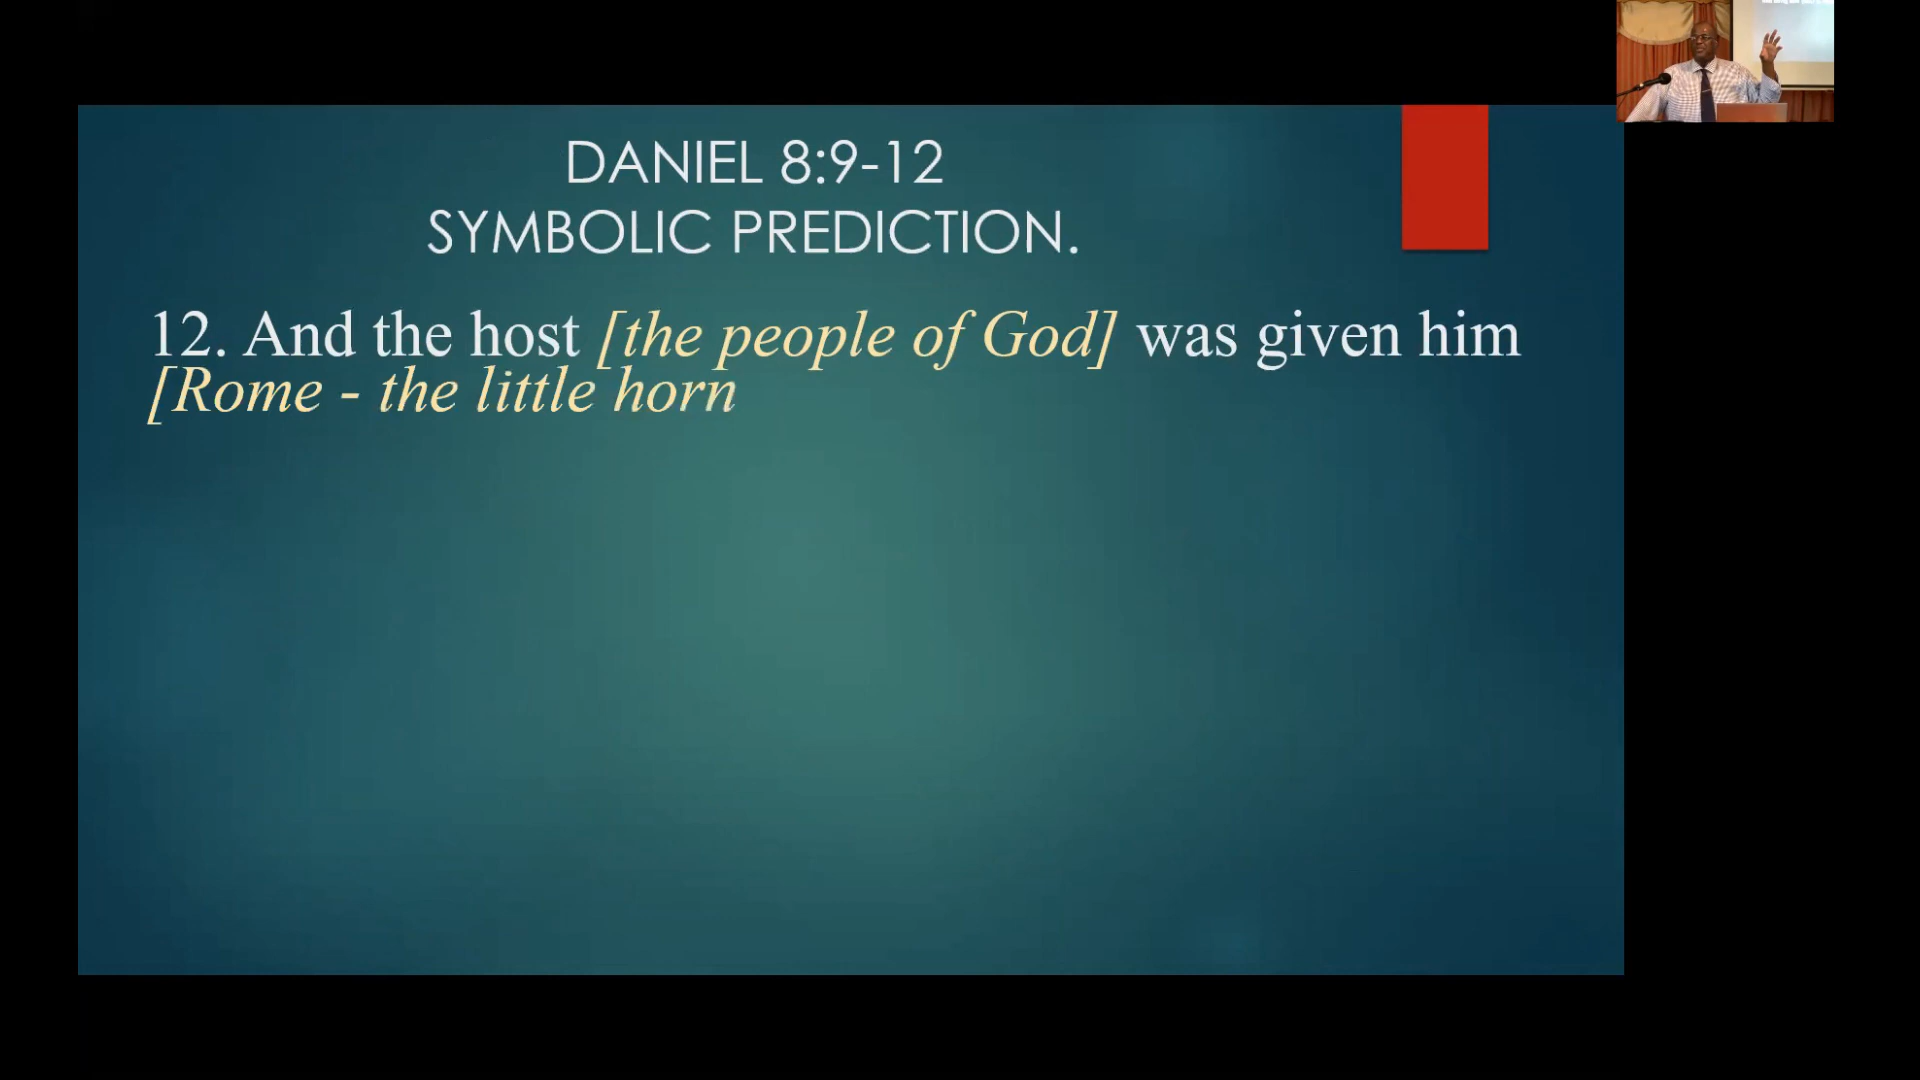 DANIEL 8:9-12
SYMBOLIC PREDICTION.
12. And the host [the people of God] was given him
[Rome - the little horn